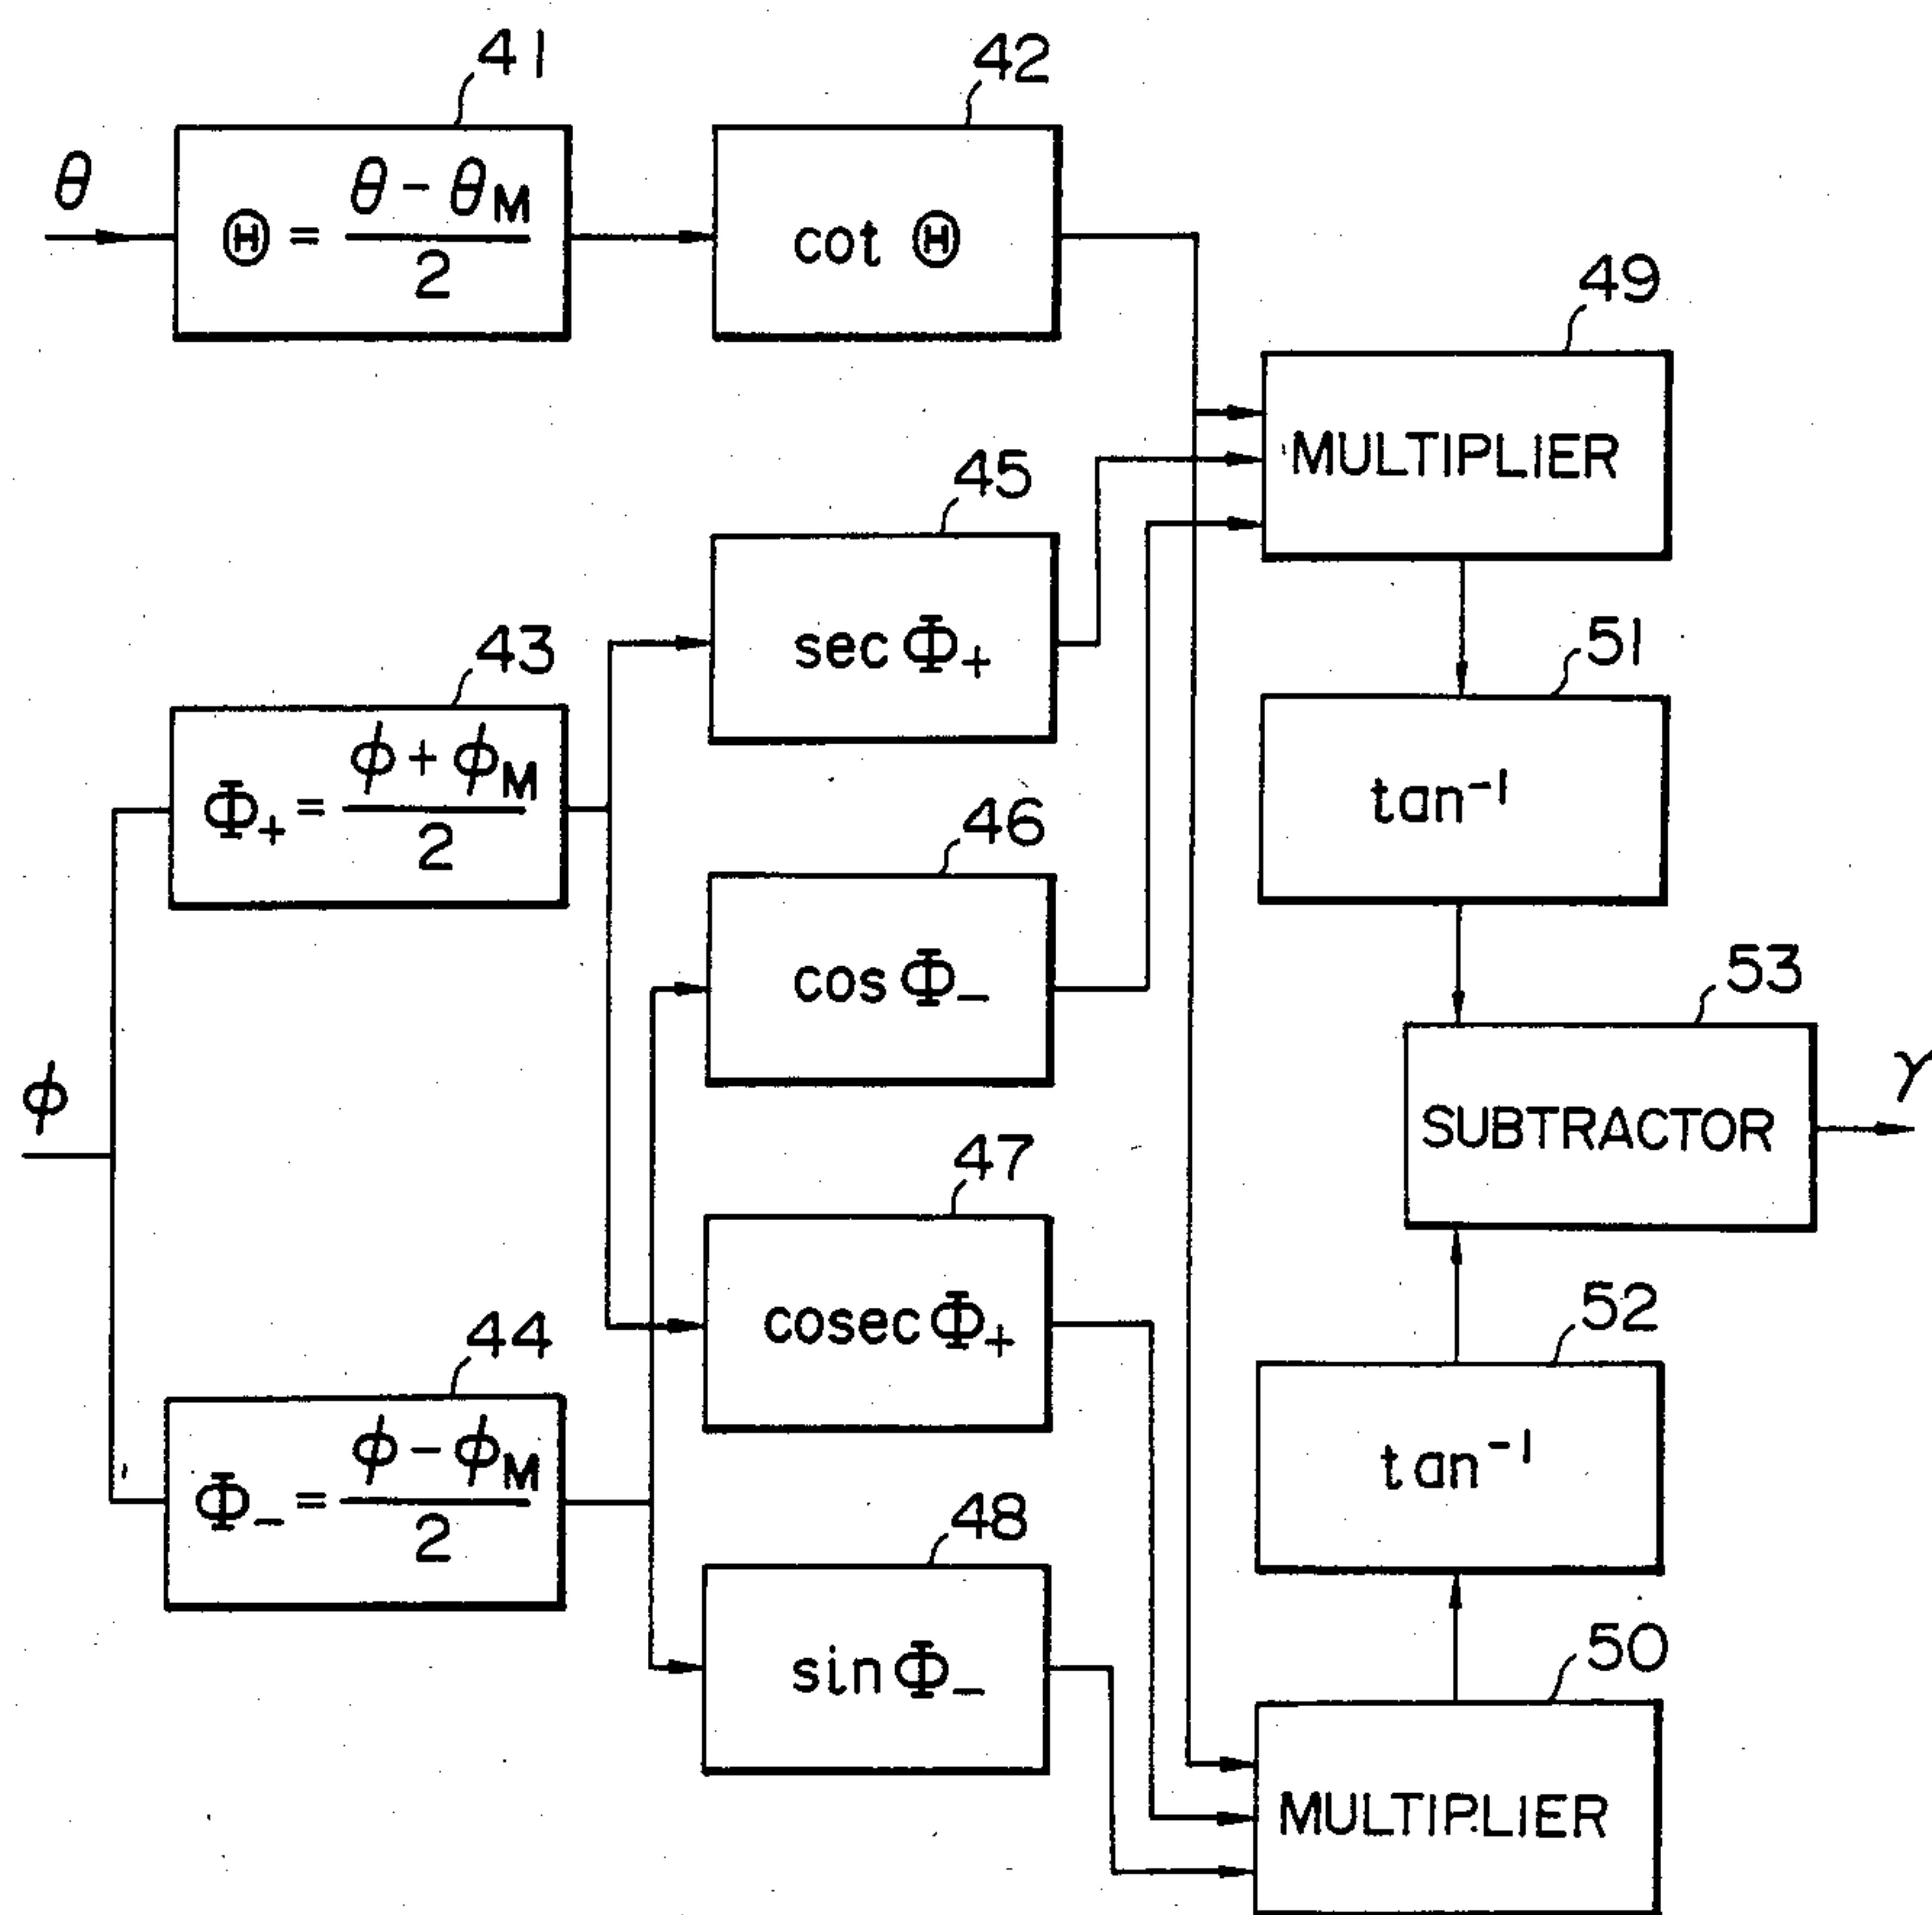 41
42
θ
Θ = (θ - θM)/2
cot Θ
49
MULTIPLIER
45
sec Φ+
43
Φ+ = (ϕ + ϕM)/2
51
tan⁻¹
46
cos Φ−
53
ϕ
SUBTRACTOR
γ
47
cosec Φ+
44
Φ− = (ϕ - ϕM)/2
52
tan⁻¹
48
sin Φ−
50
MULTIPLIER